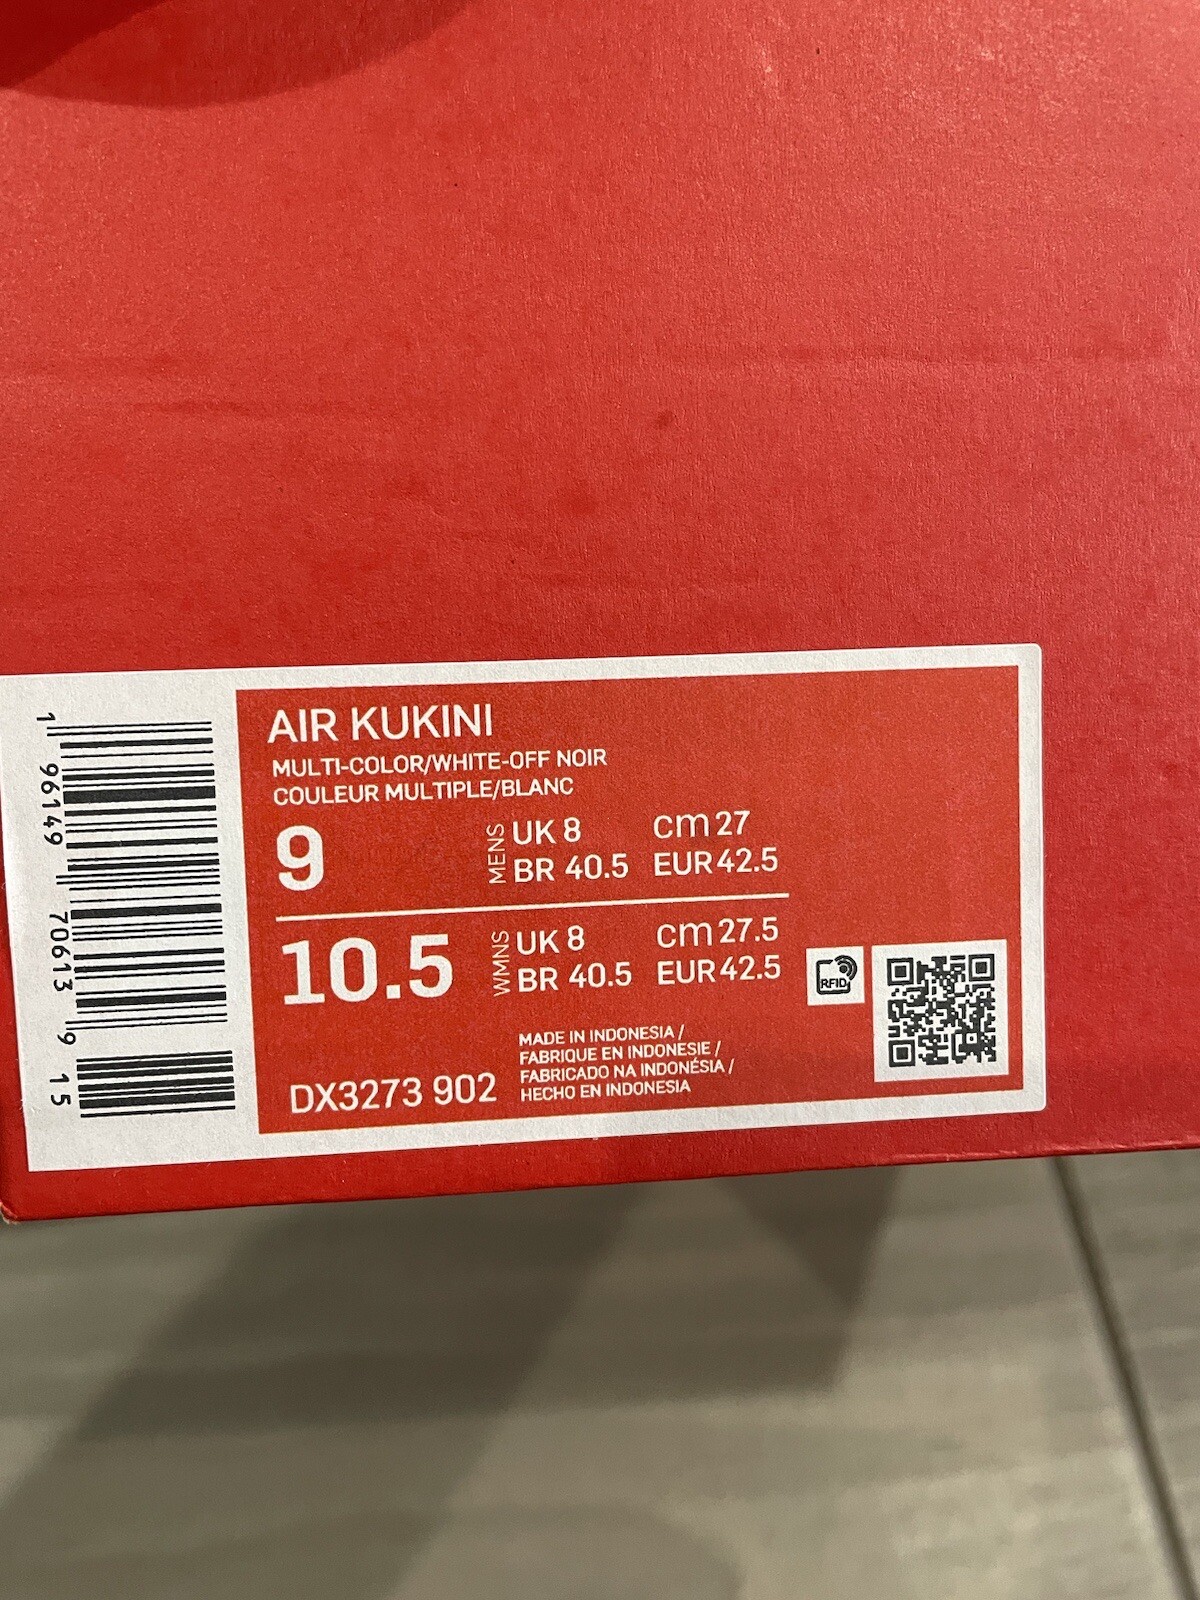 1 96149 70613 9 15
AIR KUKINI
MULTI-COLOR/WHITE-OFF NOIR
COULEUR MULTIPLE/BLANC
9 MENS UK 8 cm 27
BR 40.5 EUR 42.5
10.5 WMNS UK 8 cm 27.5
BR 40.5 EUR 42.5
RFID
MADE IN INDONESIA /
FABRIQUE EN INDONESIE /
FABRICADO NA INDONÉSIA /
HECHO EN INDONESIA
DX3273 902